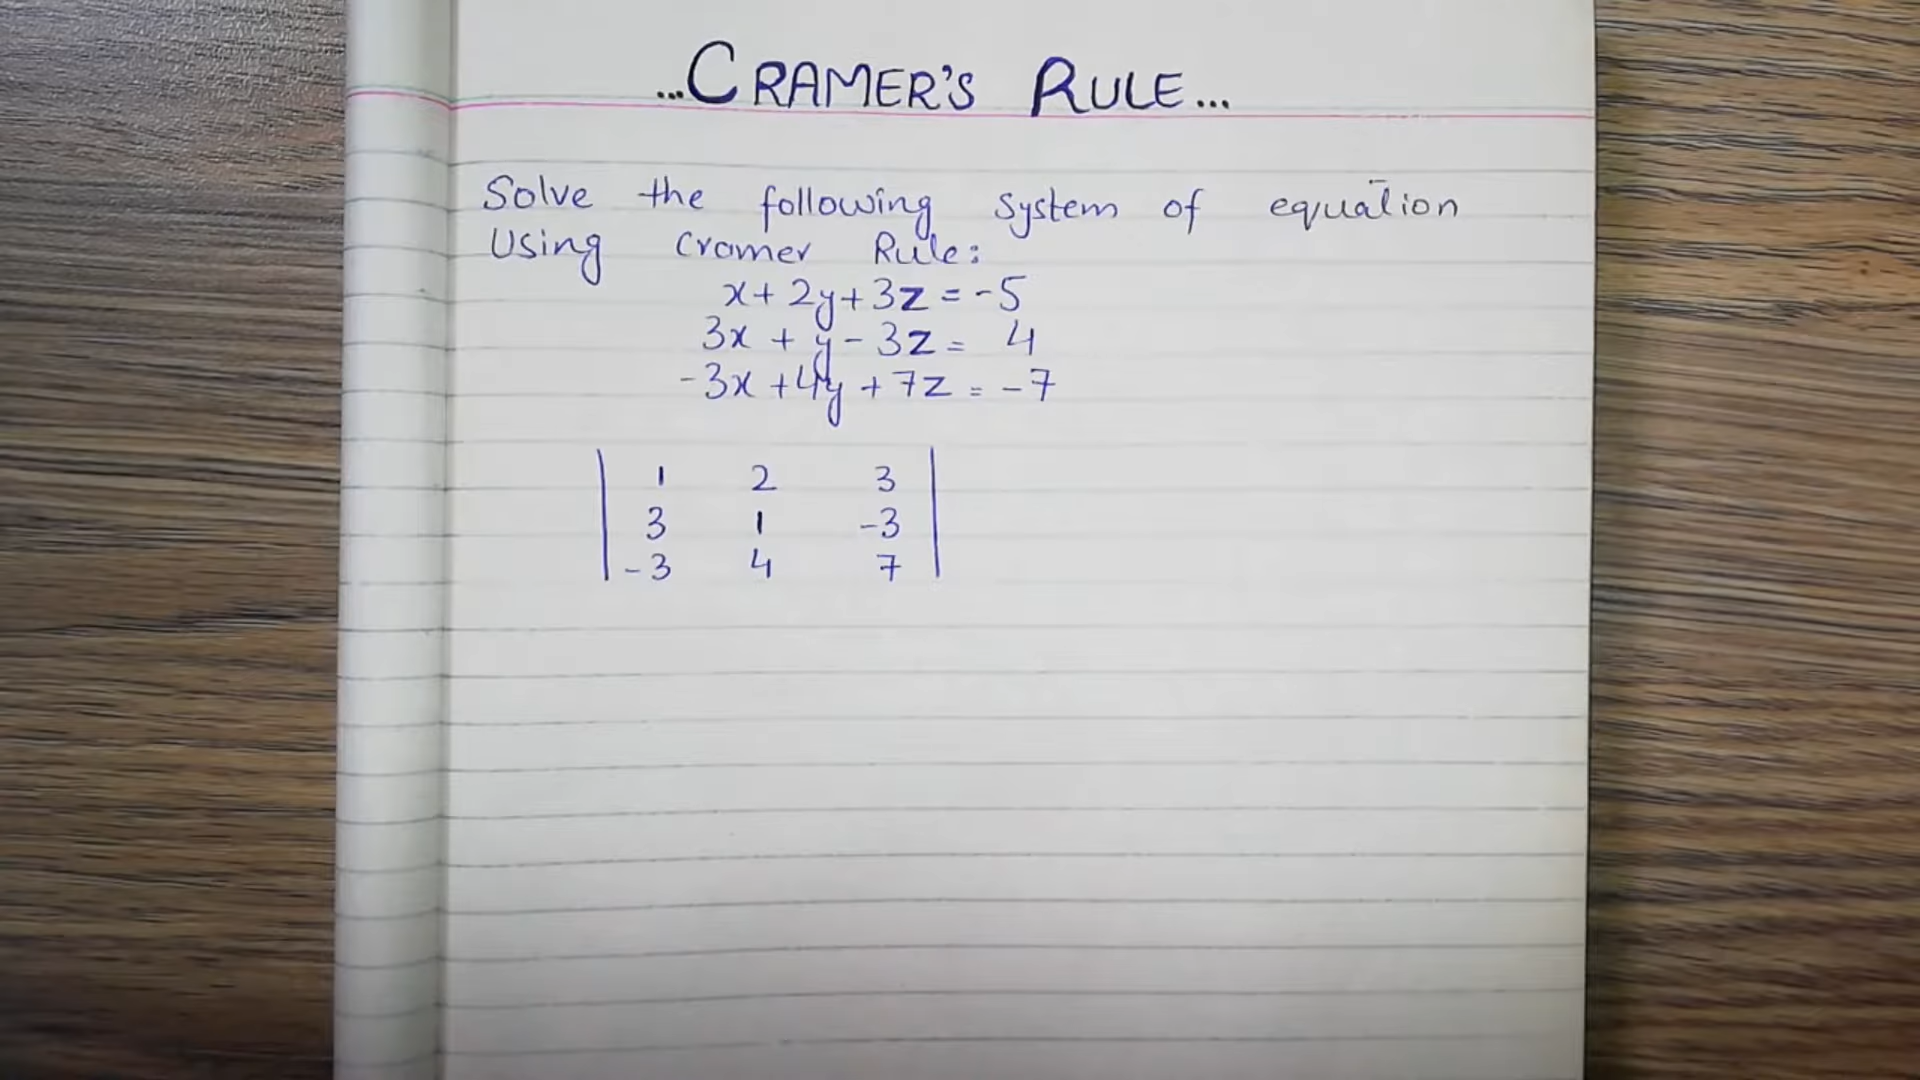 ...CRAMER'S RULE...
Solve the following system of equation
Using Cramer Rule:
x + 2y + 3z = -5
3x + y - 3z = 4
-3x + 4y + 7z = -7
1 2 3
3 1 -3
-3 4 7